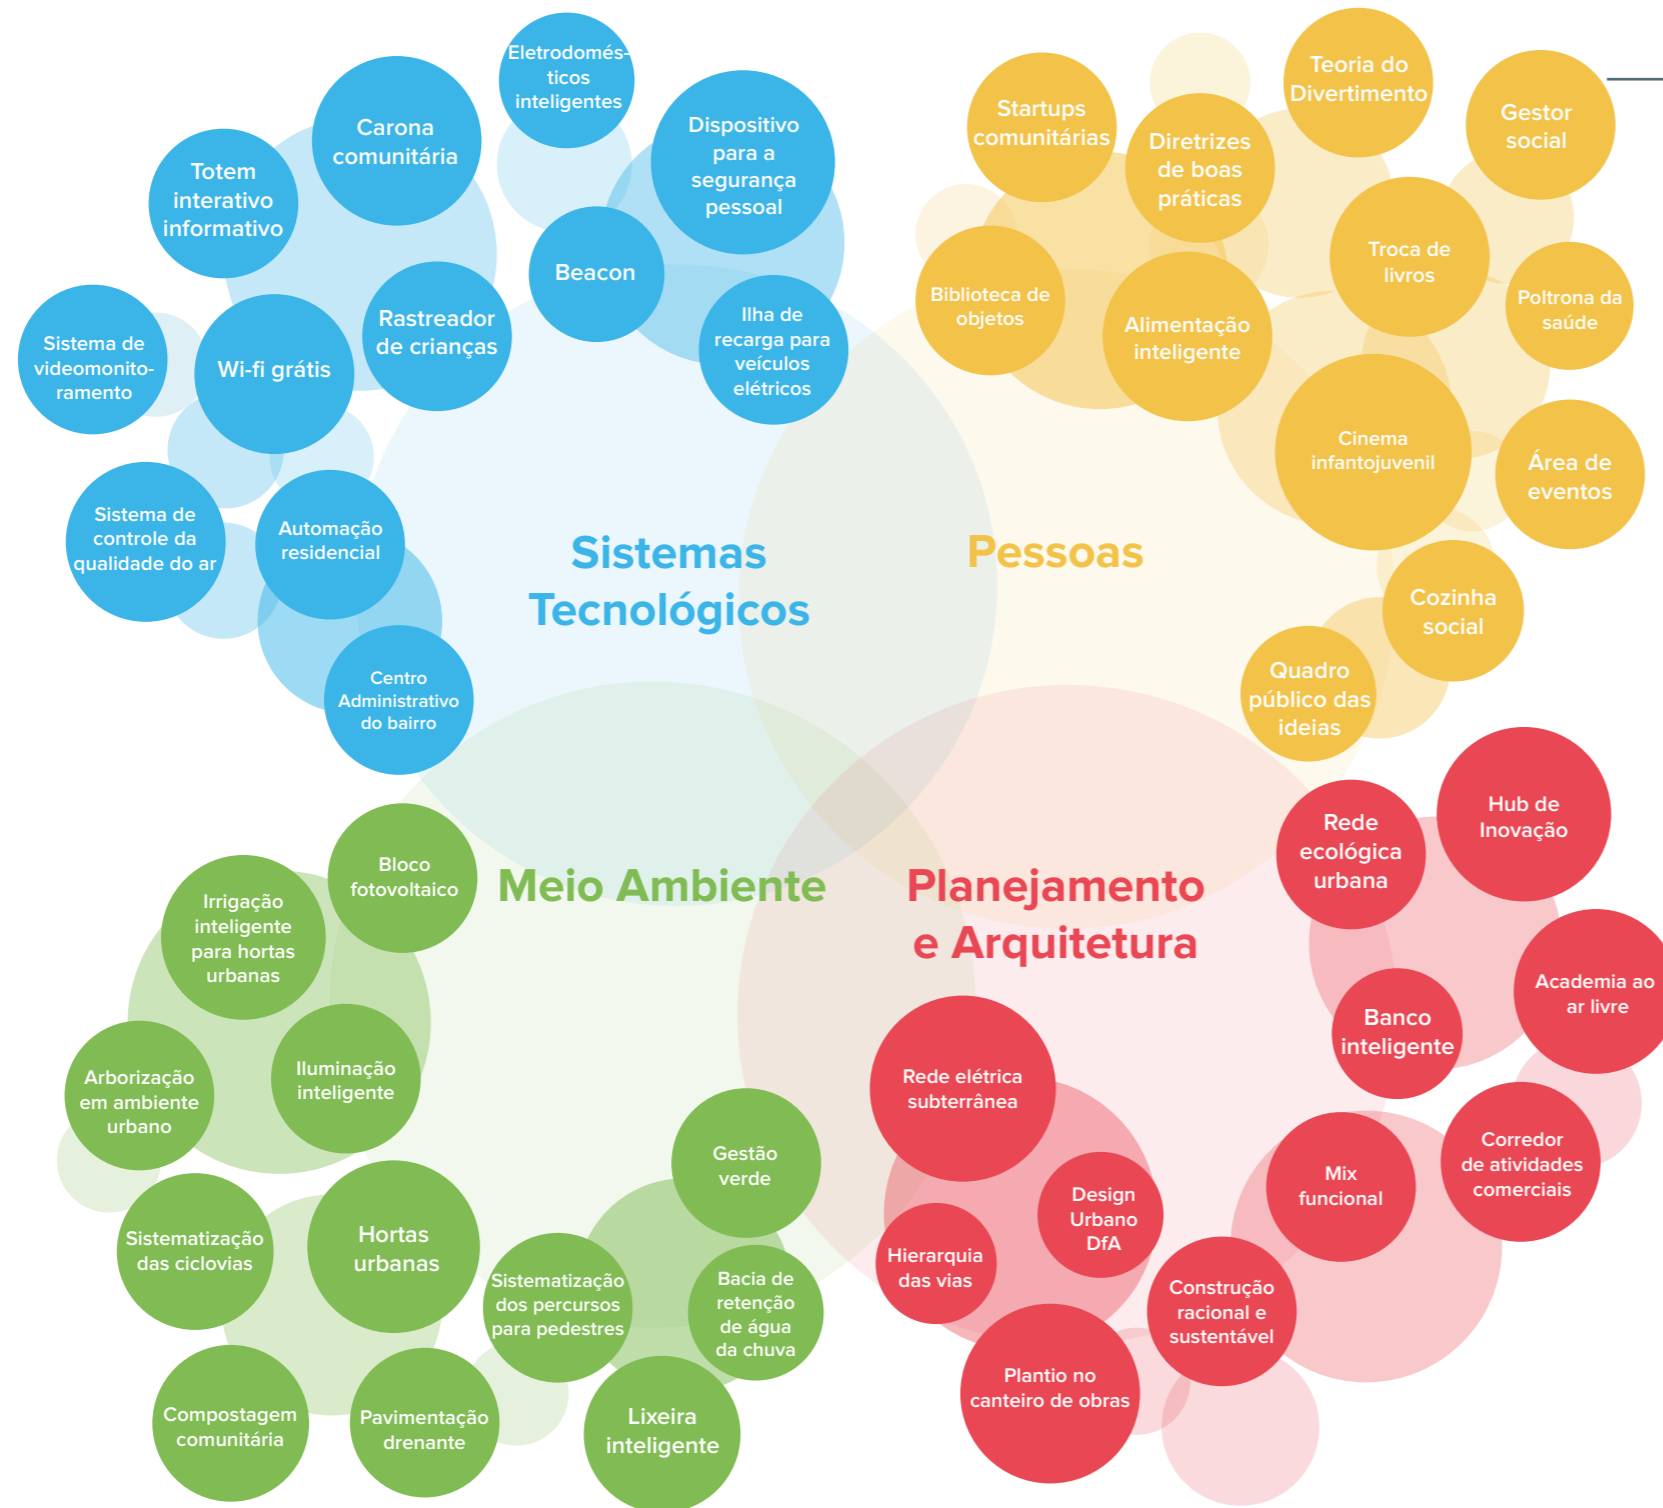 Eletrodomés-
ticos
inteligentes
Carona
comunitária
Dispositivo
para a
segurança
pessoal
Totem
interativo
informativo
Beacon
Rastreador
de crianças
Ilha de
recarga para
veículos
elétricos
Sistema de
videomonito-
ramento
Wi-fi grátis
Sistema de
controle da
qualidade do ar
Automação
residencial
Centro
Administrativo
do bairro
Sistemas
Tecnológicos
Teoria do
Divertimento
Startups
comunitárias
Diretrizes
de boas
práticas
Gestor
social
Troca de
livros
Biblioteca de
objetos
Alimentação
inteligente
Poltrona da
saúde
Cinema
infantojuvenil
Área de
eventos
Cozinha
social
Quadro
público das
ideias
Pessoas
Meio Ambiente
Bloco
fotovoltaico
Irrigação
inteligente
para hortas
urbanas
Iluminação
inteligente
Arborização
em ambiente
urbano
Sistematização
das ciclovias
Hortas
urbanas
Gestão
verde
Sistematização
dos percursos
para pedestres
Bacia de
retenção
de água
da chuva
Compostagem
comunitária
Pavimentação
drenante
Lixeira
inteligente
Planejamento
e Arquitetura
Rede
ecológica
urbana
Hub de
Inovação
Academia ao
ar livre
Banco
inteligente
Rede elétrica
subterrânea
Corredor
de atividades
comerciais
Mix
funcional
Design
Urbano
DfA
Hierarquia
das vias
Construção
racional e
sustentável
Plantio no
canteiro de obras